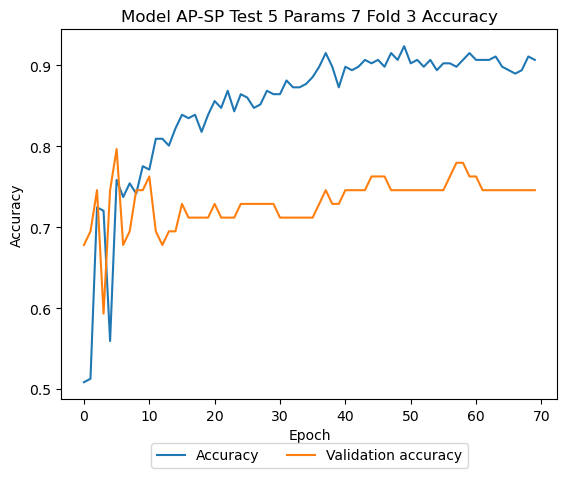 Model AP-SP Test 5 Params 7 Fold 3 Accuracy
Accuracy
0.9
0.8
0.7
0.6
0.5
0 10 20 30 40 50 60 70
Epoch
Accuracy Validation accuracy